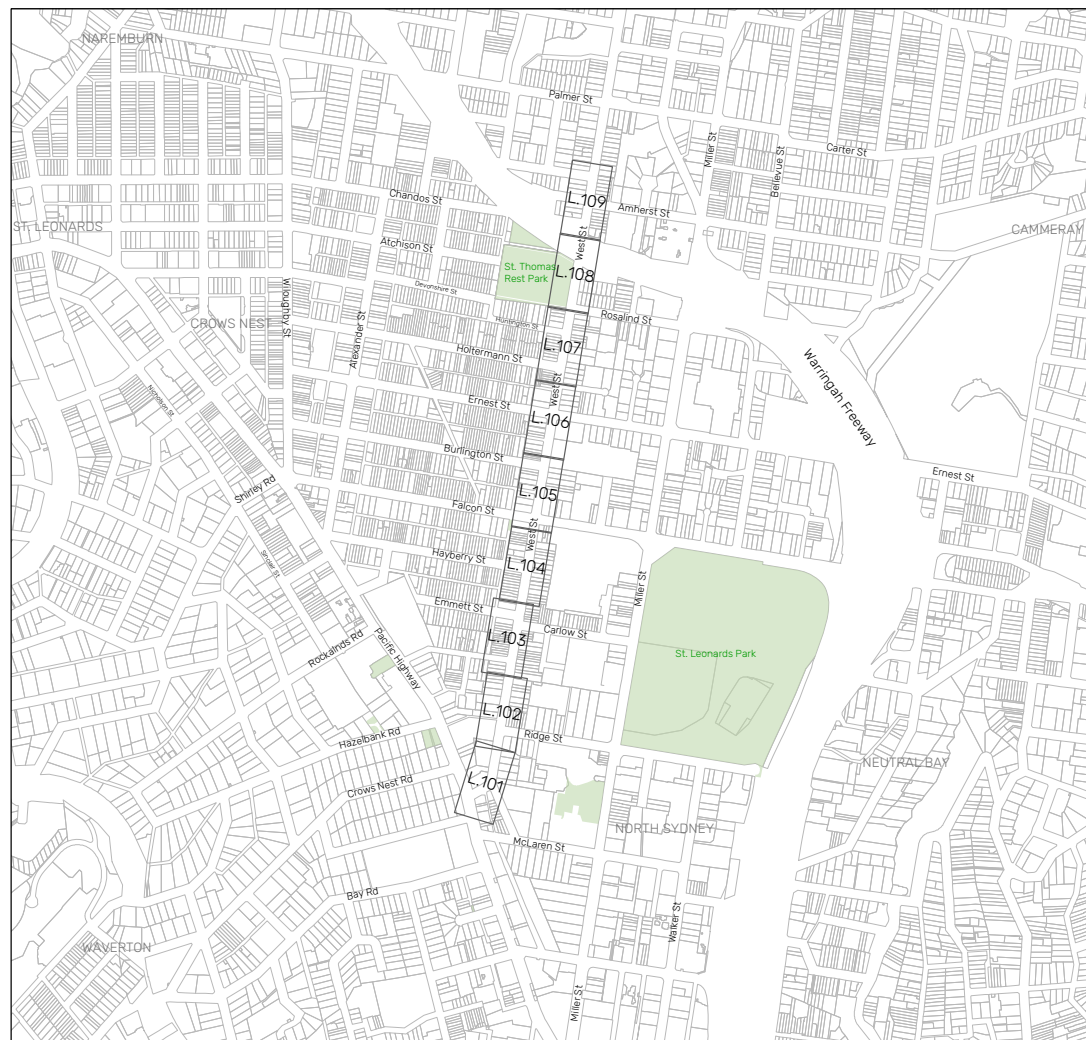 NAREMBURN
Palmer St
Miller St
Bellevue St
Carter St
Chandos St
L.109
Amherst St
ST. LEONARDS
CAMMERAY
Atchison St
West St
St. Thomas
Rest Park
L.108
Devonshire St
Willoughby St
CROWS NEST
Alexander St
Huntington St
Rosalind St
L.107
Holtermann St
Warringah Freeway
West St
Nicholson St
Ernest St
L.106
Burlington St
Ernest St
Shirley Rd
L.105
Falcon St
West St
Hayberry St
L.104
Sinclair St
Miller St
Emmett St
Carlow St
L.103
Rockalnds Rd
Pacific Highway
St. Leonards Park
L.102
Hazelbank Rd
Ridge St
NEUTRAL BAY
Crows Nest Rd
L.101
NORTH SYDNEY
McLaren St
Bay Rd
Walker St
WAVERTON
Miller St